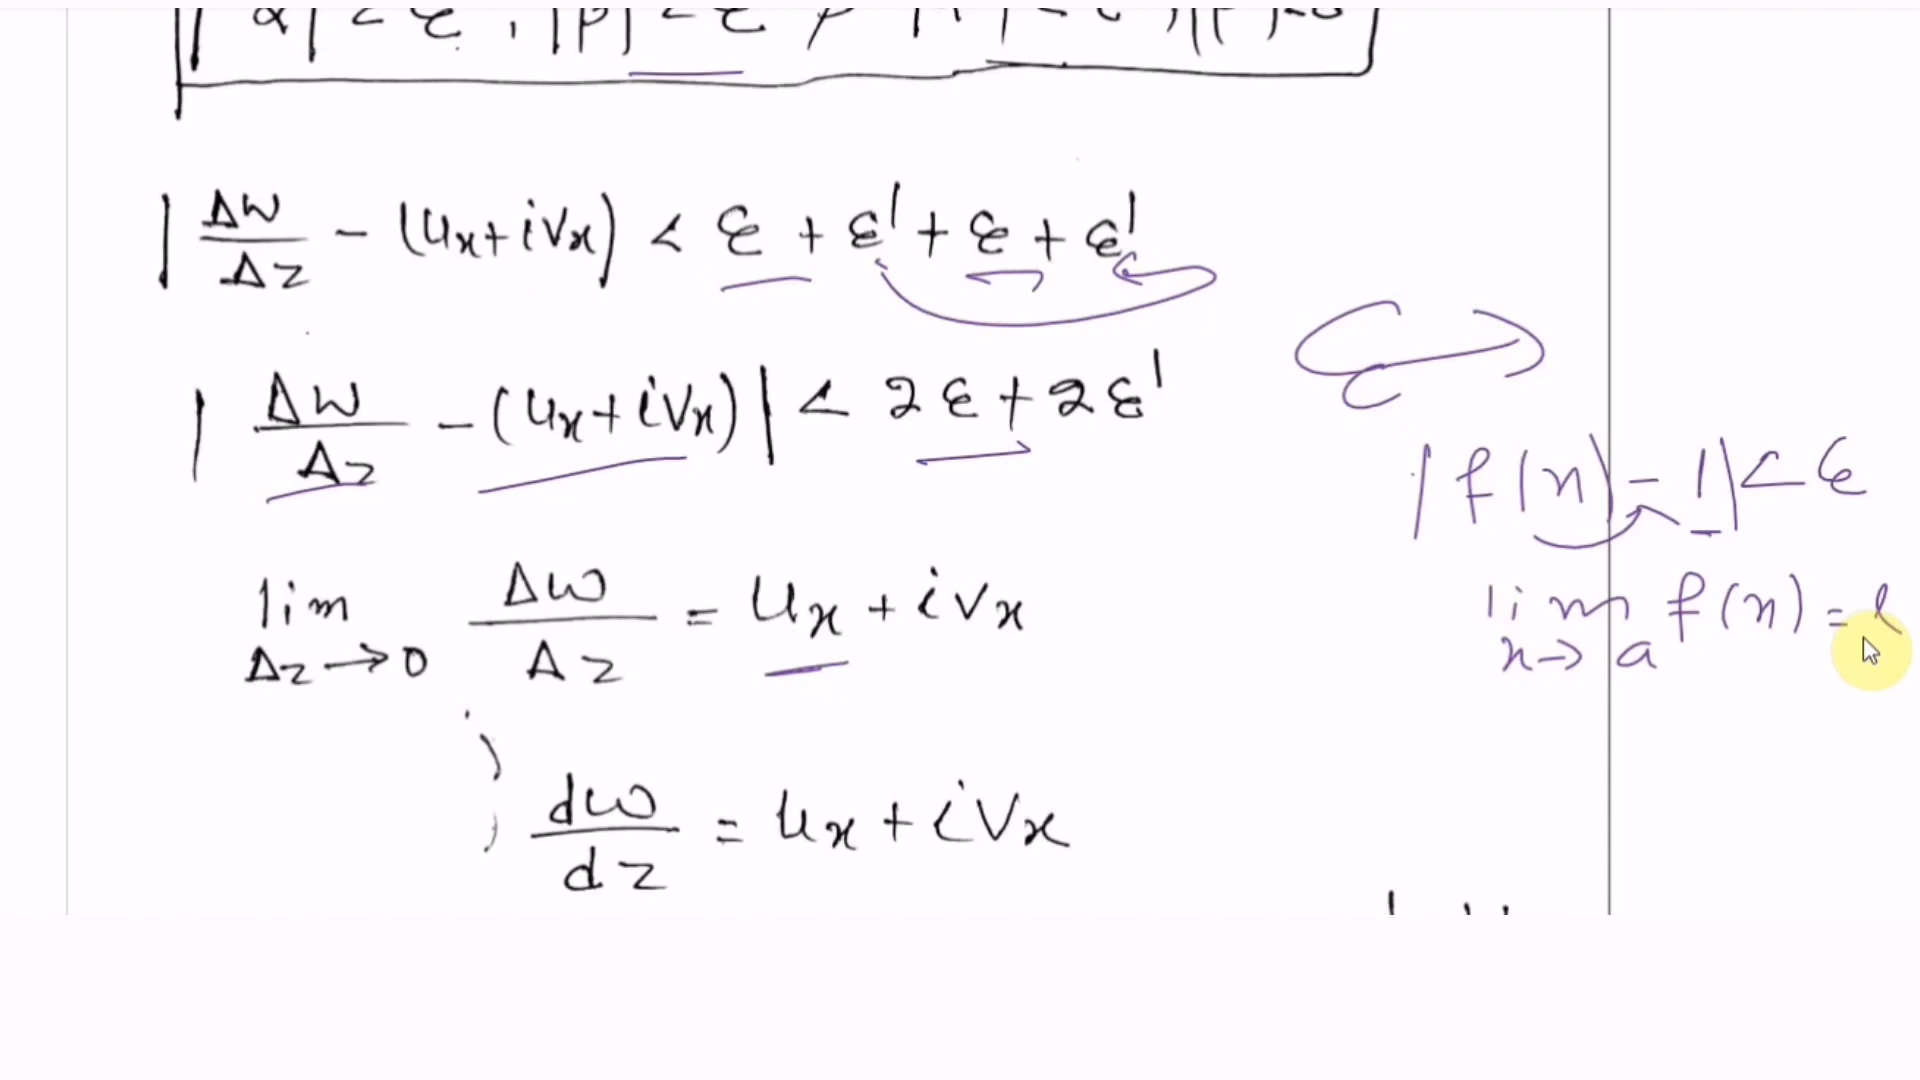 | ΔW/Δz - (Ux + iVx) < ε + ε' + ε + ε'
| ΔW/Δz - (Ux + iVx) | < 2ε + 2ε'
lim Δz→0 ΔW/Δz = Ux + iVx
dw/dz = Ux + iVx
|f(x) - l| < ε
lim x→a f(x) = l